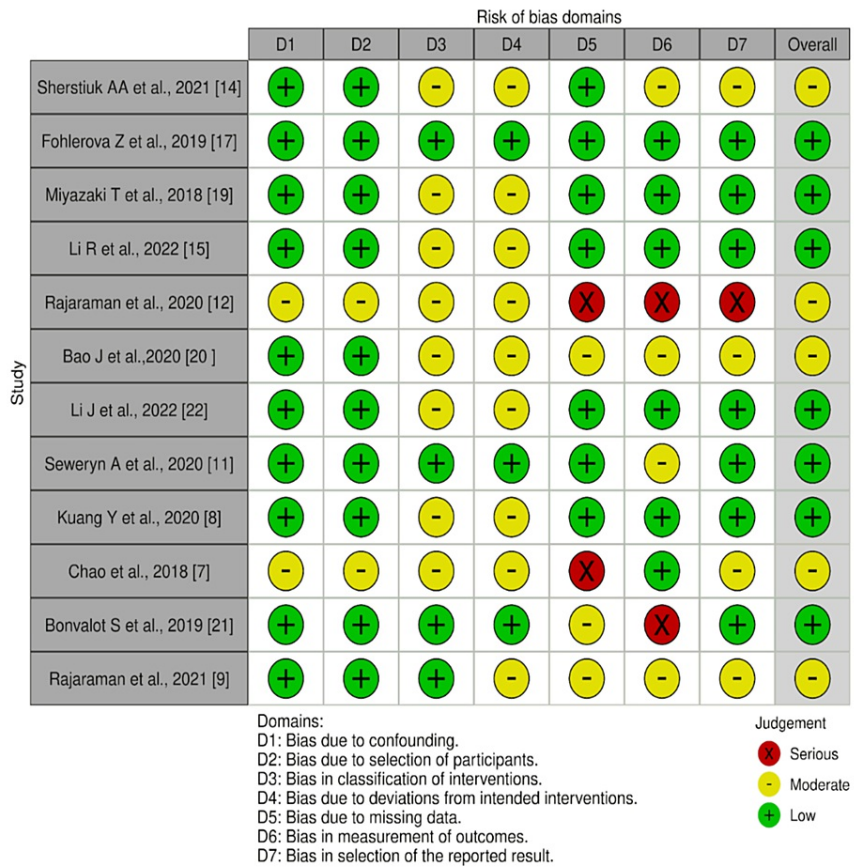 Risk of bias domains
D1 D2 D3 D4 D5 D6 D7 Overall
Study
Sherstiuk AA et al., 2021 [14] + + - - + - - -
Fohlerova Z et al., 2019 [17] + + + + + + + +
Miyazaki T et al., 2018 [19] + + - - + + + +
Li R et al., 2022 [15] + + - - + + + +
Rajaraman et al., 2020 [12] - - - - X X X -
Bao J et al.,2020 [20 ] + + - - - - - -
Li J et al., 2022 [22] + + - - + + + +
Seweryn A et al., 2020 [11] + + + + + - + +
Kuang Y et al., 2020 [8] + + - - + + + +
Chao et al., 2018 [7] - - - - X + - -
Bonvalot S et al., 2019 [21] + + + + - X + +
Rajaraman et al., 2021 [9] + + + - - - - -
Domains:
D1: Bias due to confounding.
D2: Bias due to selection of participants.
D3: Bias in classification of interventions.
D4: Bias due to deviations from intended interventions.
D5: Bias due to missing data.
D6: Bias in measurement of outcomes.
D7: Bias in selection of the reported result.
Judgement
X Serious
- Moderate
+ Low